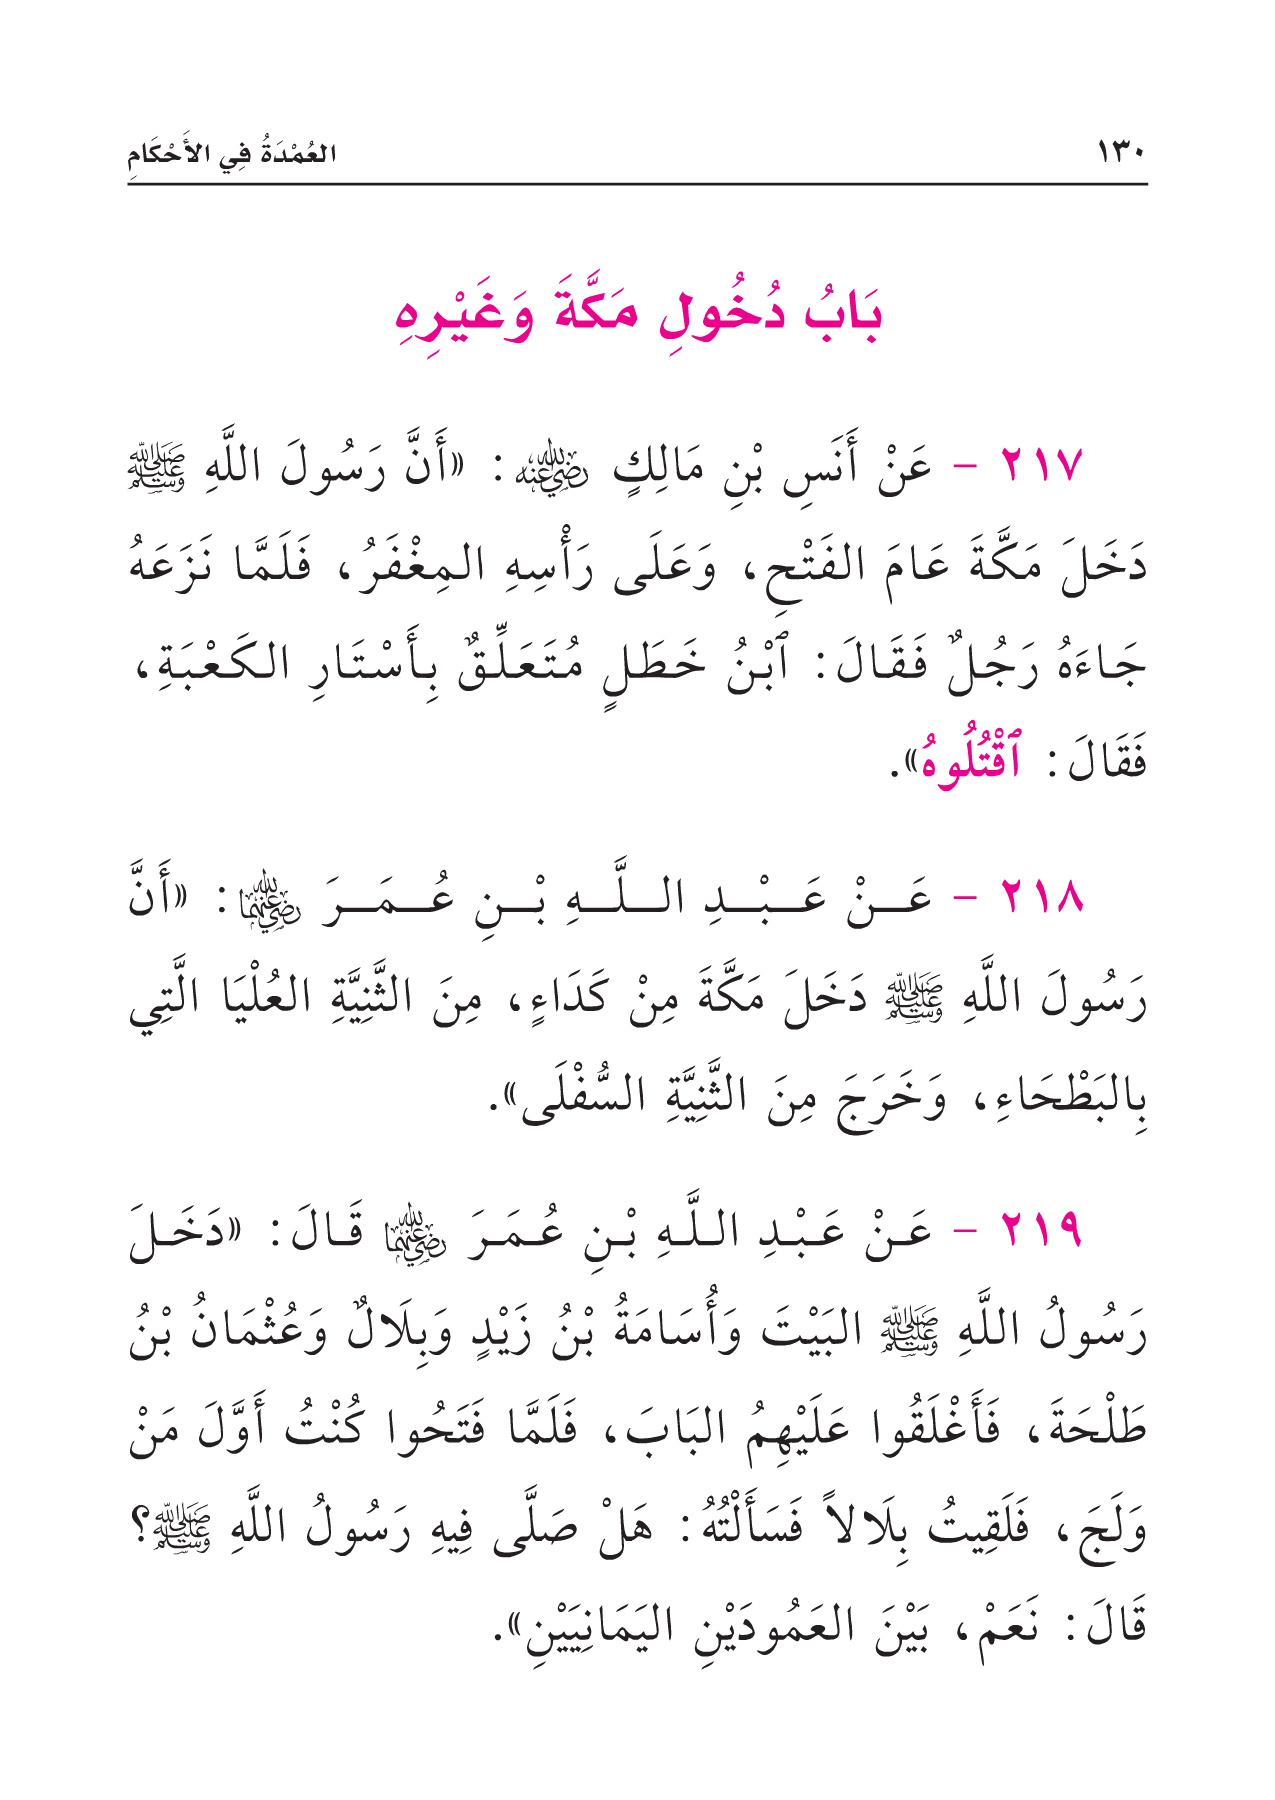 ١٣٠ العُمْدَةُ فِي الأَحْكَامِ
بَابُ دُخُولِ مَكَّةَ وَغَيْرِهِ
٢١٧ - عَنْ أَنَسِ بْنِ مَالِكٍ رضي الله عنه: «أَنَّ رَسُولَ اللَّهِ ﷺ
دَخَلَ مَكَّةَ عَامَ الفَتْحِ، وَعَلَى رَأْسِهِ المِغْفَرُ، فَلَمَّا نَزَعَهُ
جَاءَهُ رَجُلٌ فَقَالَ: ٱبْنُ خَطَلٍ مُتَعَلِّقٌ بِأَسْتَارِ الكَعْبَةِ،
فَقَالَ: ٱقْتُلُوهُ».
٢١٨ - عَنْ عَبْدِ اللَّهِ بْنِ عُمَرَ رضي الله عنهما: «أَنَّ
رَسُولَ اللَّهِ ﷺ دَخَلَ مَكَّةَ مِنْ كَدَاءٍ، مِنَ الثَّنِيَّةِ العُلْيَا الَّتِي
بِالبَطْحَاءِ، وَخَرَجَ مِنَ الثَّنِيَّةِ السُّفْلَى».
٢١٩ - عَنْ عَبْدِ اللَّهِ بْنِ عُمَرَ رضي الله عنهما قَالَ: «دَخَلَ
رَسُولُ اللَّهِ ﷺ البَيْتَ وَأُسَامَةُ بْنُ زَيْدٍ وَبِلَالٌ وَعُثْمَانُ بْنُ
طَلْحَةَ، فَأَغْلَقُوا عَلَيْهِمُ البَابَ، فَلَمَّا فَتَحُوا كُنْتُ أَوَّلَ مَنْ
وَلَجَ، فَلَقِيتُ بِلَالاً فَسَأَلْتُهُ: هَلْ صَلَّى فِيهِ رَسُولُ اللَّهِ ﷺ؟
قَالَ: نَعَمْ، بَيْنَ العَمُودَيْنِ اليَمَانِيَيْنِ».